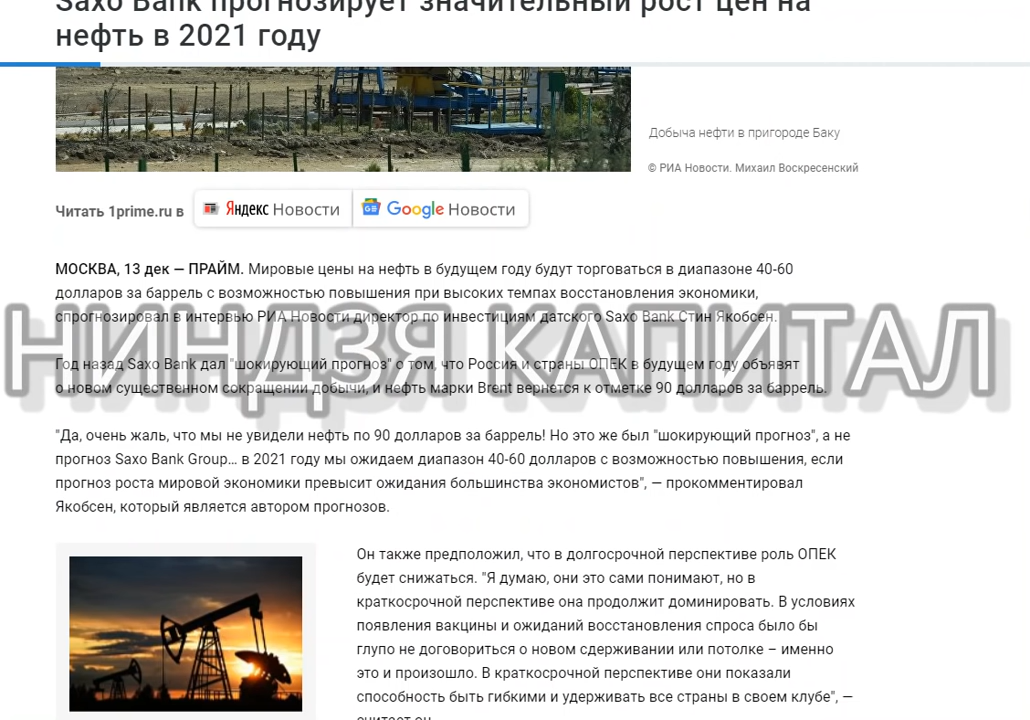 Saxo Bank прогнозирует значительный рост цен на
нефть в 2021 году
Добыча нефти в пригороде Баку
© РИА Новости. Михаил Воскресенский
Читать 1prime.ru в
Яндекс Новости
Google Новости
МОСКВА, 13 дек — ПРАЙМ. Мировые цены на нефть в будущем году будут торговаться в диапазоне 40-60
долларов за баррель с возможностью повышения при высоких темпах восстановления экономики,
спрогнозировал в интервью РИА Новости директор по инвестициям датского Saxo Bank Стин Якобсен.
НИНДЗЯ КАПИТАЛ
Год назад Saxo Bank дал "шокирующий прогноз" о том, что Россия и страны ОПЕК в будущем году объявят
о новом существенном сокращении добычи, и нефть марки Brent вернется к отметке 90 долларов за баррель.
"Да, очень жаль, что мы не увидели нефть по 90 долларов за баррель! Но это же был "шокирующий прогноз", а не
прогноз Saxo Bank Group... в 2021 году мы ожидаем диапазон 40-60 долларов с возможностью повышения, если
прогноз роста мировой экономики превысит ожидания большинства экономистов", — прокомментировал
Якобсен, который является автором прогнозов.
Он также предположил, что в долгосрочной перспективе роль ОПЕК
будет снижаться. "Я думаю, они это сами понимают, но в
краткосрочной перспективе она продолжит доминировать. В условиях
появления вакцины и ожиданий восстановления спроса было бы
глупо не договориться о новом сдерживании или потолке – именно
это и произошло. В краткосрочной перспективе они показали
способность быть гибкими и удерживать все страны в своем клубе", —
считает он.